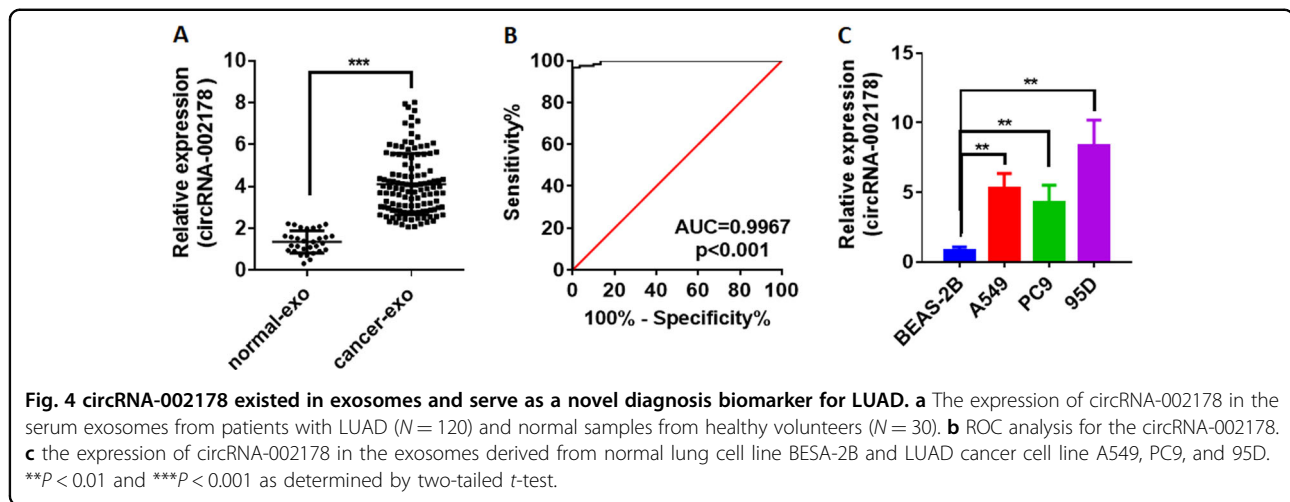 A
Relative expression
(circRNA-002178 )
10
8
6
4
2
0
***
normal-exo
cancer-exo
B
Sensitivity%
100
80
60
40
20
0
AUC=0.9967
p<0.001
0 20 40 60 80 100
100% - Specificity%
C
Relative expression
(circRNA-002178)
15
10
5
0
**
**
**
BEAS-2B
A549
PC9
95D
Fig. 4 circRNA-002178 existed in exosomes and serve as a novel diagnosis biomarker for LUAD. a The expression of circRNA-002178 in the
serum exosomes from patients with LUAD (N = 120) and normal samples from healthy volunteers (N = 30). b ROC analysis for the circRNA-002178.
c the expression of circRNA-002178 in the exosomes derived from normal lung cell line BESA-2B and LUAD cancer cell line A549, PC9, and 95D.
**P < 0.01 and ***P < 0.001 as determined by two-tailed t-test.